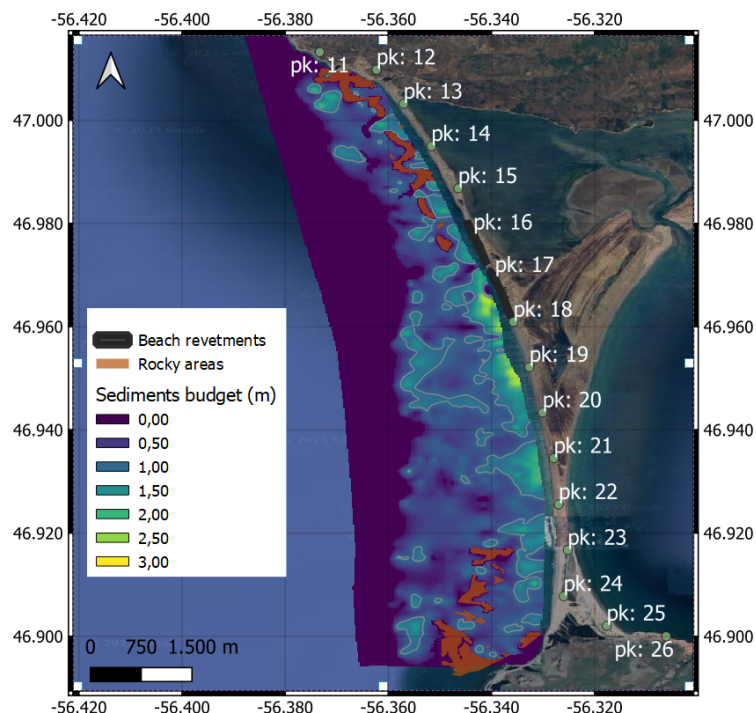 -56.420 -56.400 -56.380 -56.360 -56.340 -56.320
pk: 11
pk: 12
pk: 13
47.000 47.000
© 2023 Google
pk: 14
pk: 15
46.980 pk: 16 46.980
pk: 17
46.960 pk: 18 46.960
Beach revetments
Rocky areas
pk: 19
Sediments budget (m)
0,00
46.940 pk: 20 46.940
0,50
1,00
pk: 21
1,50
2,00
pk: 22
46.920 2,50 46.920
3,00
pk: 23
pk: 24
pk: 25
46.900 46.900
pk: 26
0 750 1.500 m
-56.420 -56.400 -56.380 -56.360 -56.340 -56.320